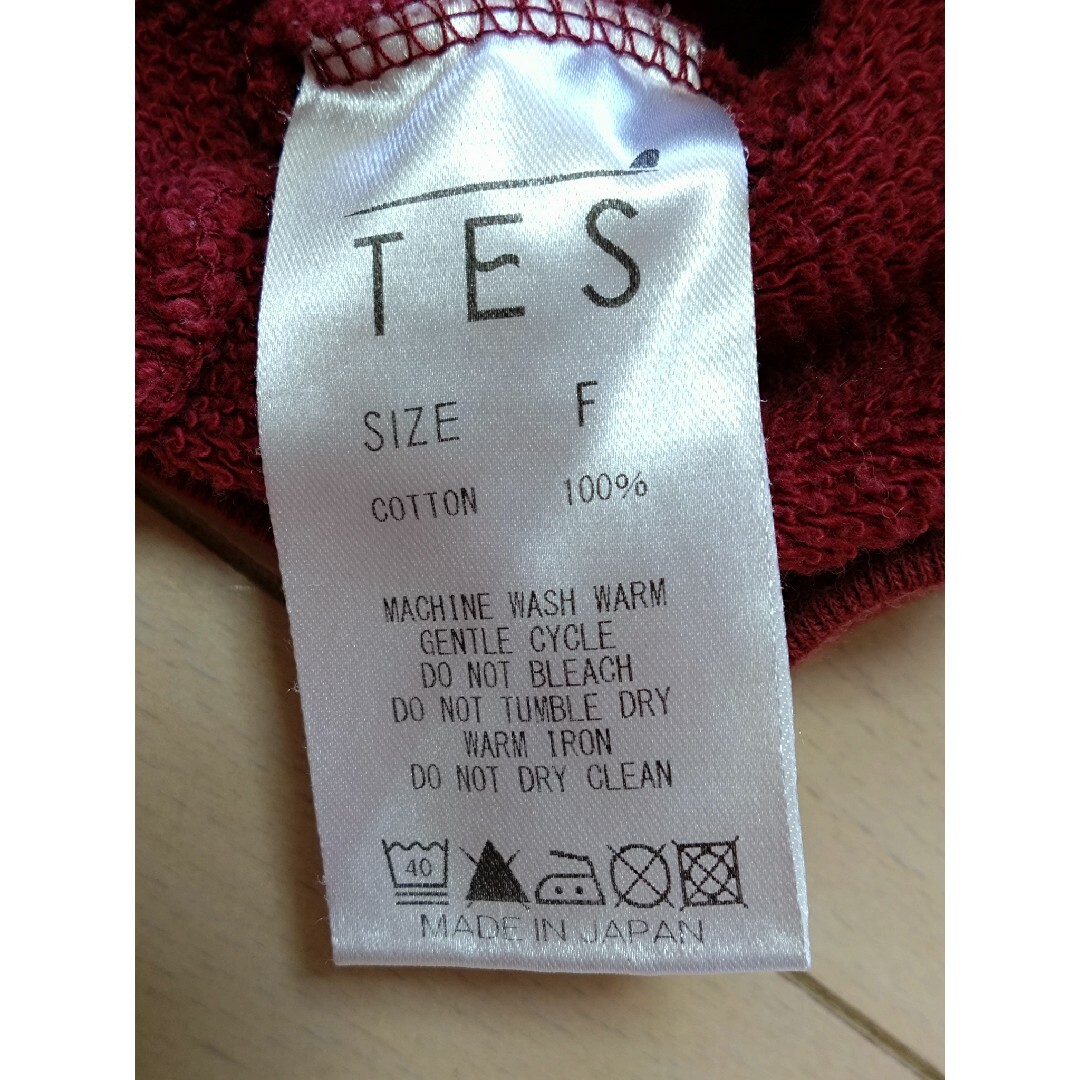 TES
SIZE F
COTTON 100%
MACHINE WASH WARM
GENTLE CYCLE
DO NOT BLEACH
DO NOT TUMBLE DRY
WARM IRON
DO NOT DRY CLEAN
40
MADE IN JAPAN